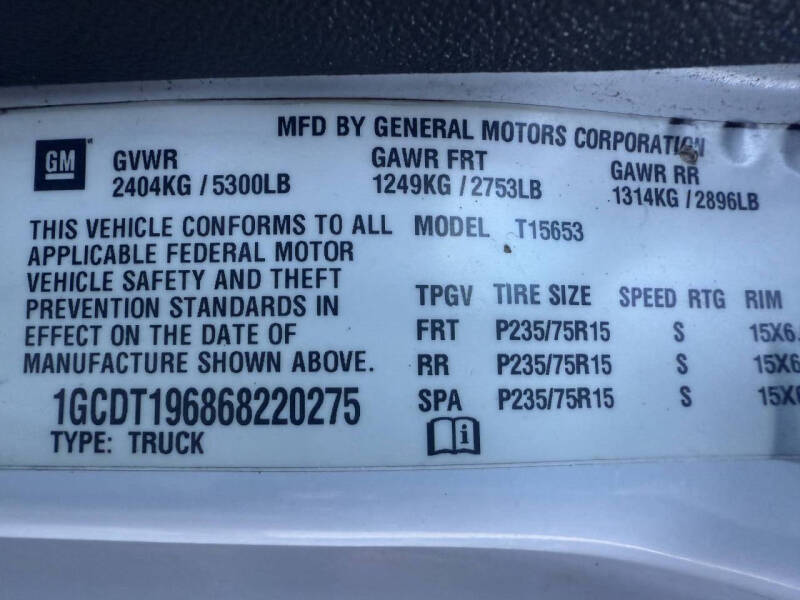 MFD BY GENERAL MOTORS CORPORATION
GM GVWR GAWR FRT GAWR RR
2404KG / 5300LB 1249KG / 2753LB 1314KG / 2896LB
THIS VEHICLE CONFORMS TO ALL
APPLICABLE FEDERAL MOTOR
VEHICLE SAFETY AND THEFT
PREVENTION STANDARDS IN
EFFECT ON THE DATE OF
MANUFACTURE SHOWN ABOVE.
1GCDT196868220275
TYPE: TRUCK
MODEL T15653
TPGV TIRE SIZE SPEED RTG RIM
FRT P235/75R15 S 15X6.
RR P235/75R15 S 15X6
SPA P235/75R15 S 15X6
i